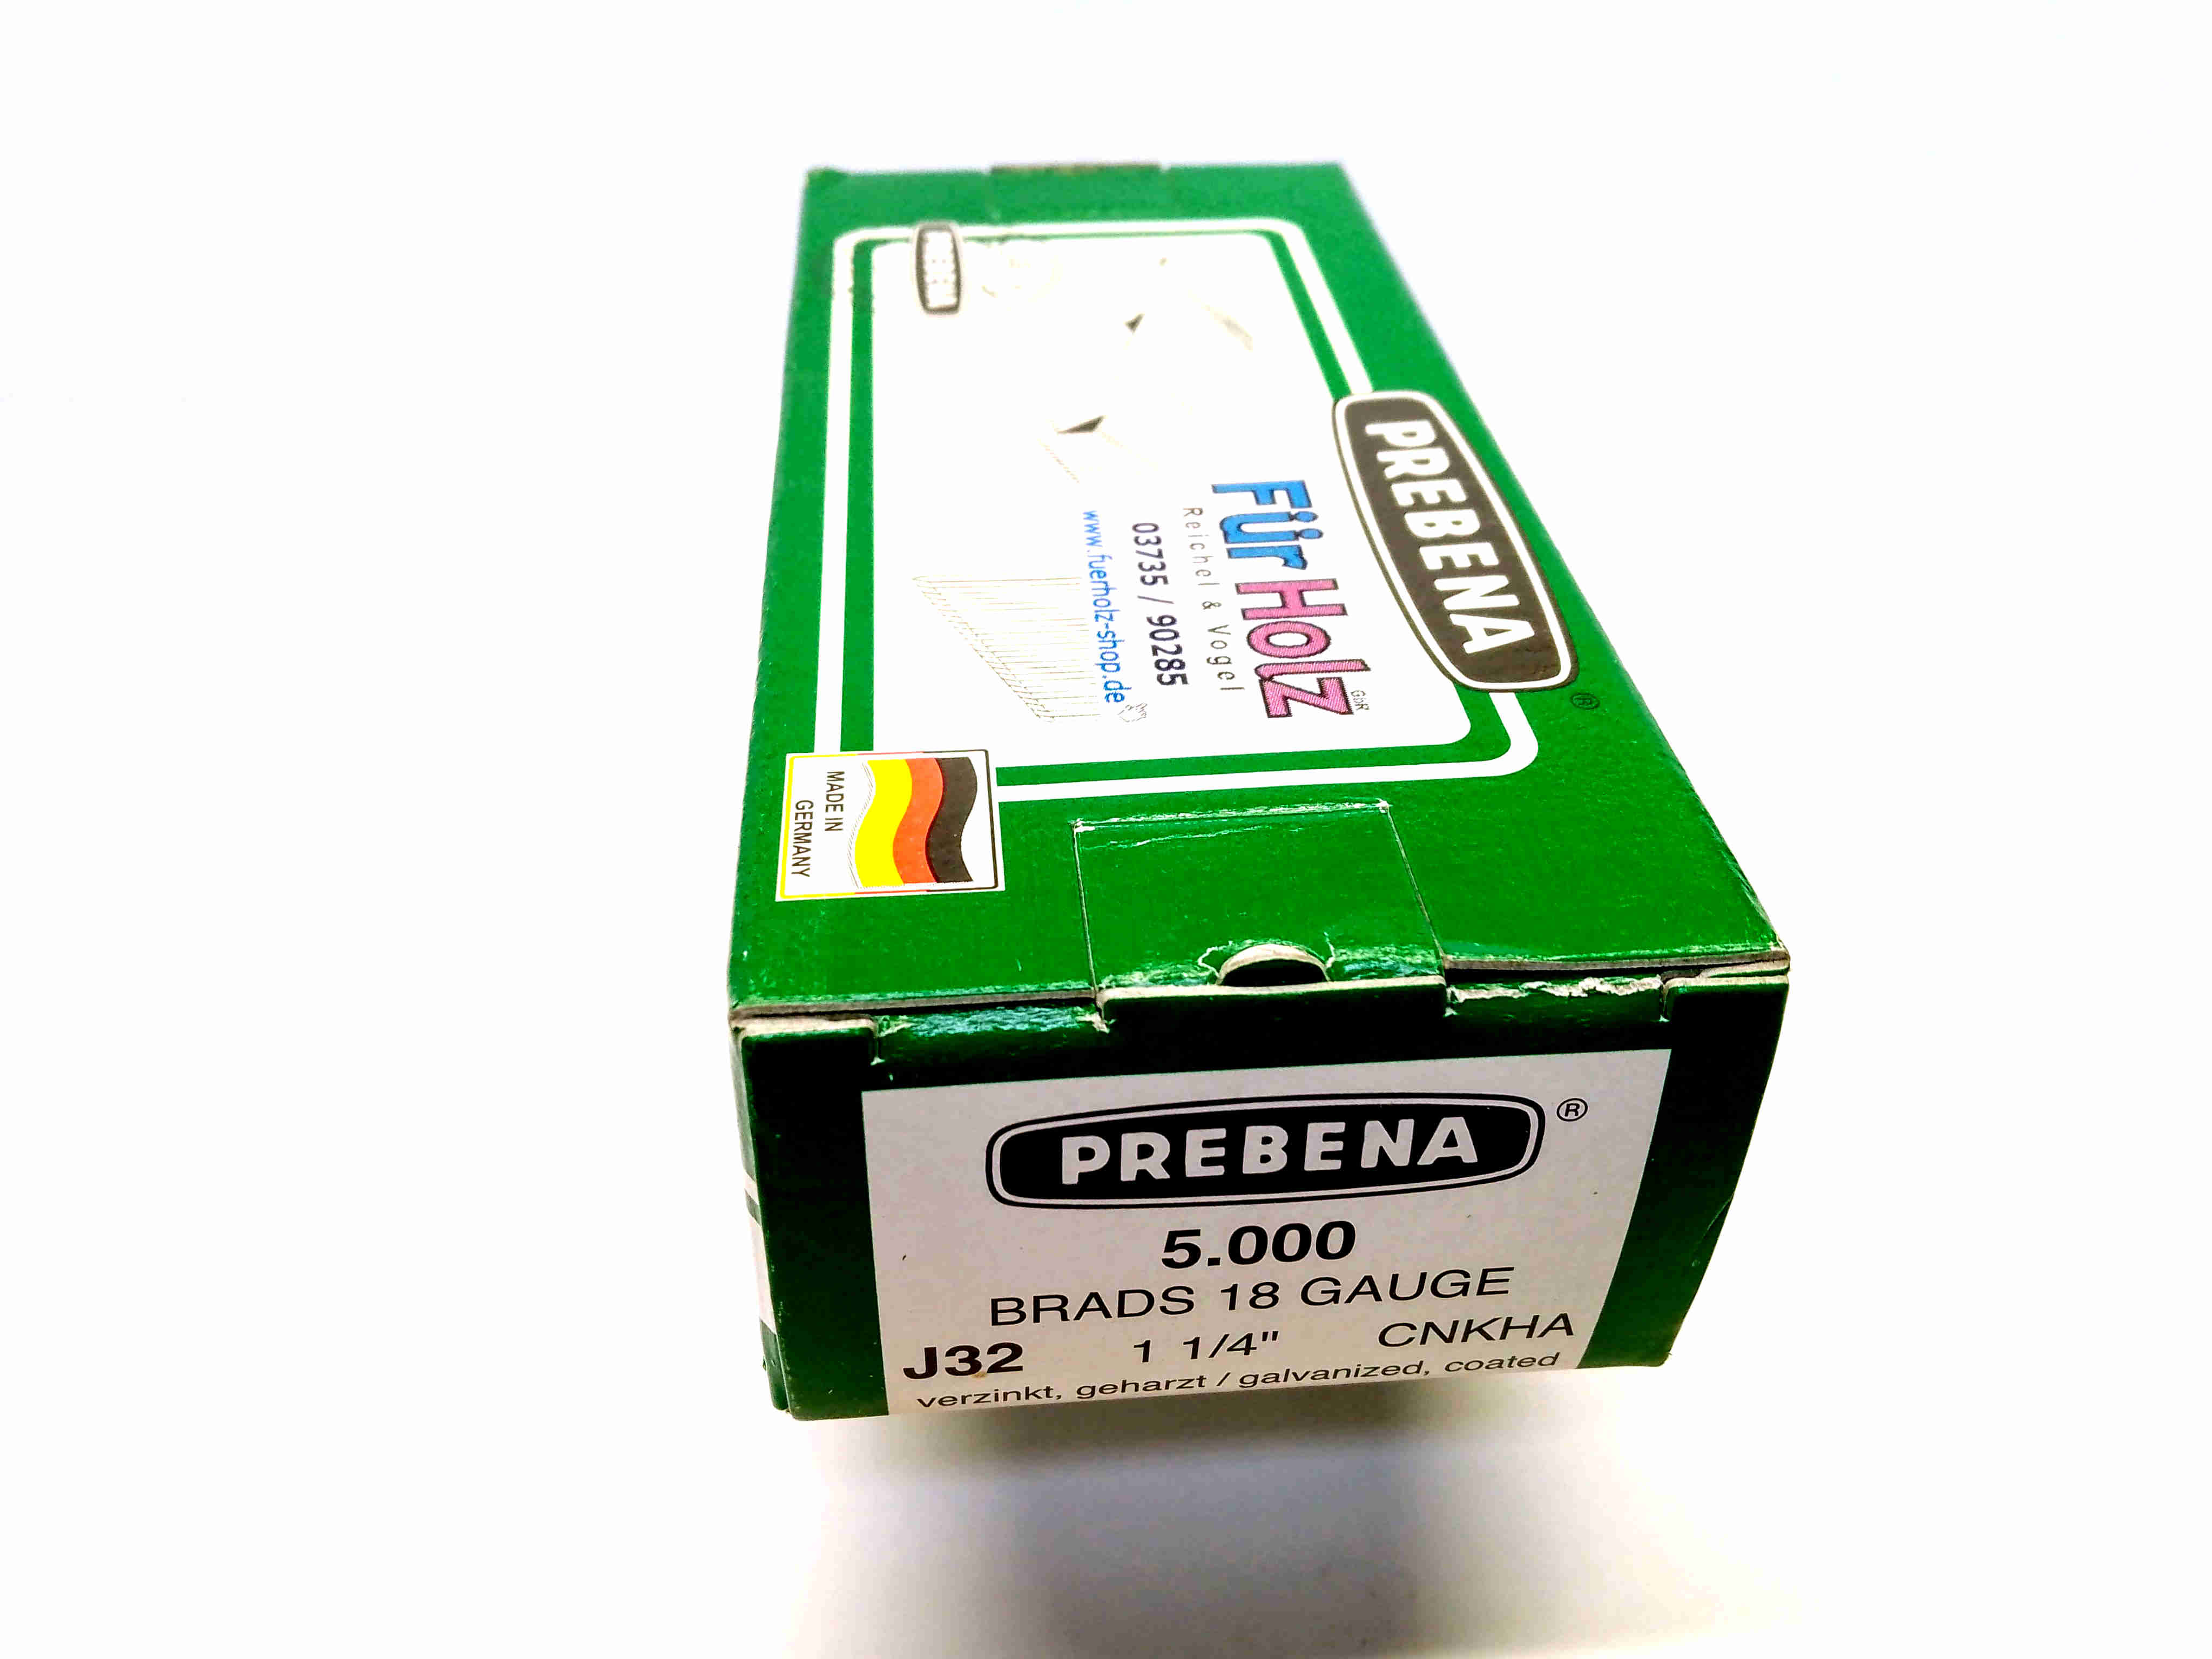 PREBENA
PREBENA
®
Für Holz GbR
Reichel & Vogel
03735 / 90285
www.fuerholz-shop.de
MADE IN
GERMANY
PREBENA ®
5.000
BRADS 18 GAUGE
J32 1 1/4" CNKHA
verzinkt, geharzt / galvanized, coated